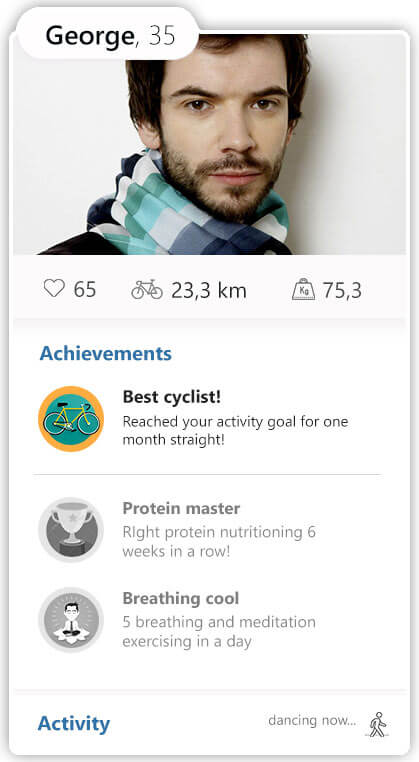 George, 35
65
23,3 km
Kg
75,3
Achievements
Best cyclist!
Reached your activity goal for one
month straight!
Protein master
RIght protein nutritioning 6
weeks in a row!
Breathing cool
5 breathing and meditation
exercising in a day
Activity
dancing now...